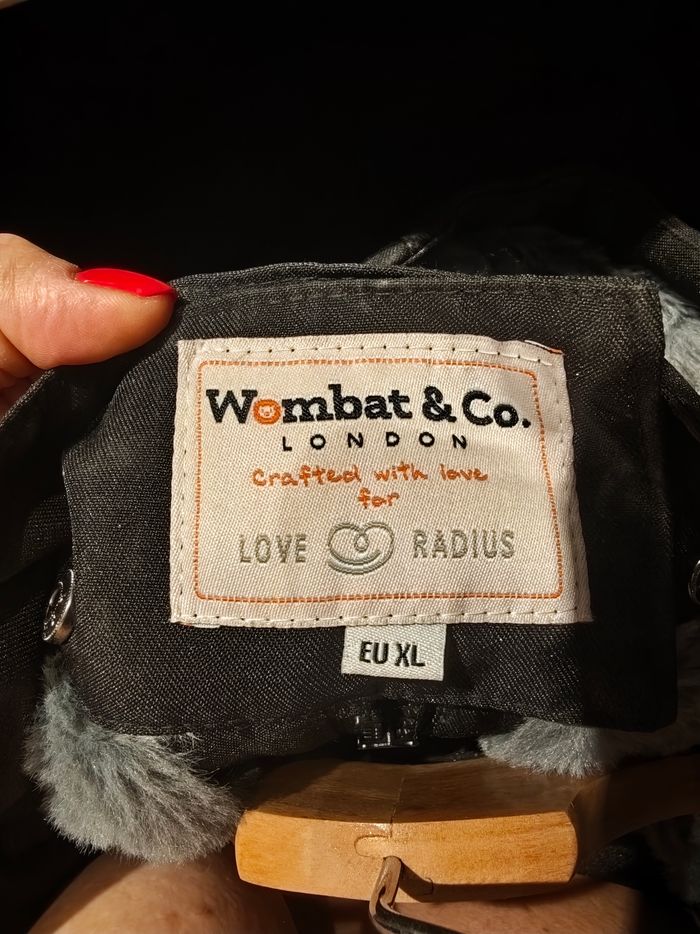 Wombat & Co.
LONDON
Crafted with love
for
LOVE RADIUS
EU XL